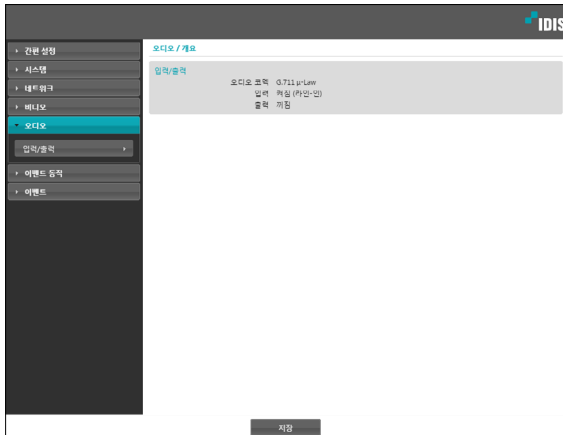 IDIS
간편 설정
시스템
네트워크
비디오
오디오
입력/출력
이벤트 동작
이벤트
오디오 / 개요
입력/출력
오디오 코덱 G.711 µ-Law
입력 켜짐 (라인-인)
출력 꺼짐
저장